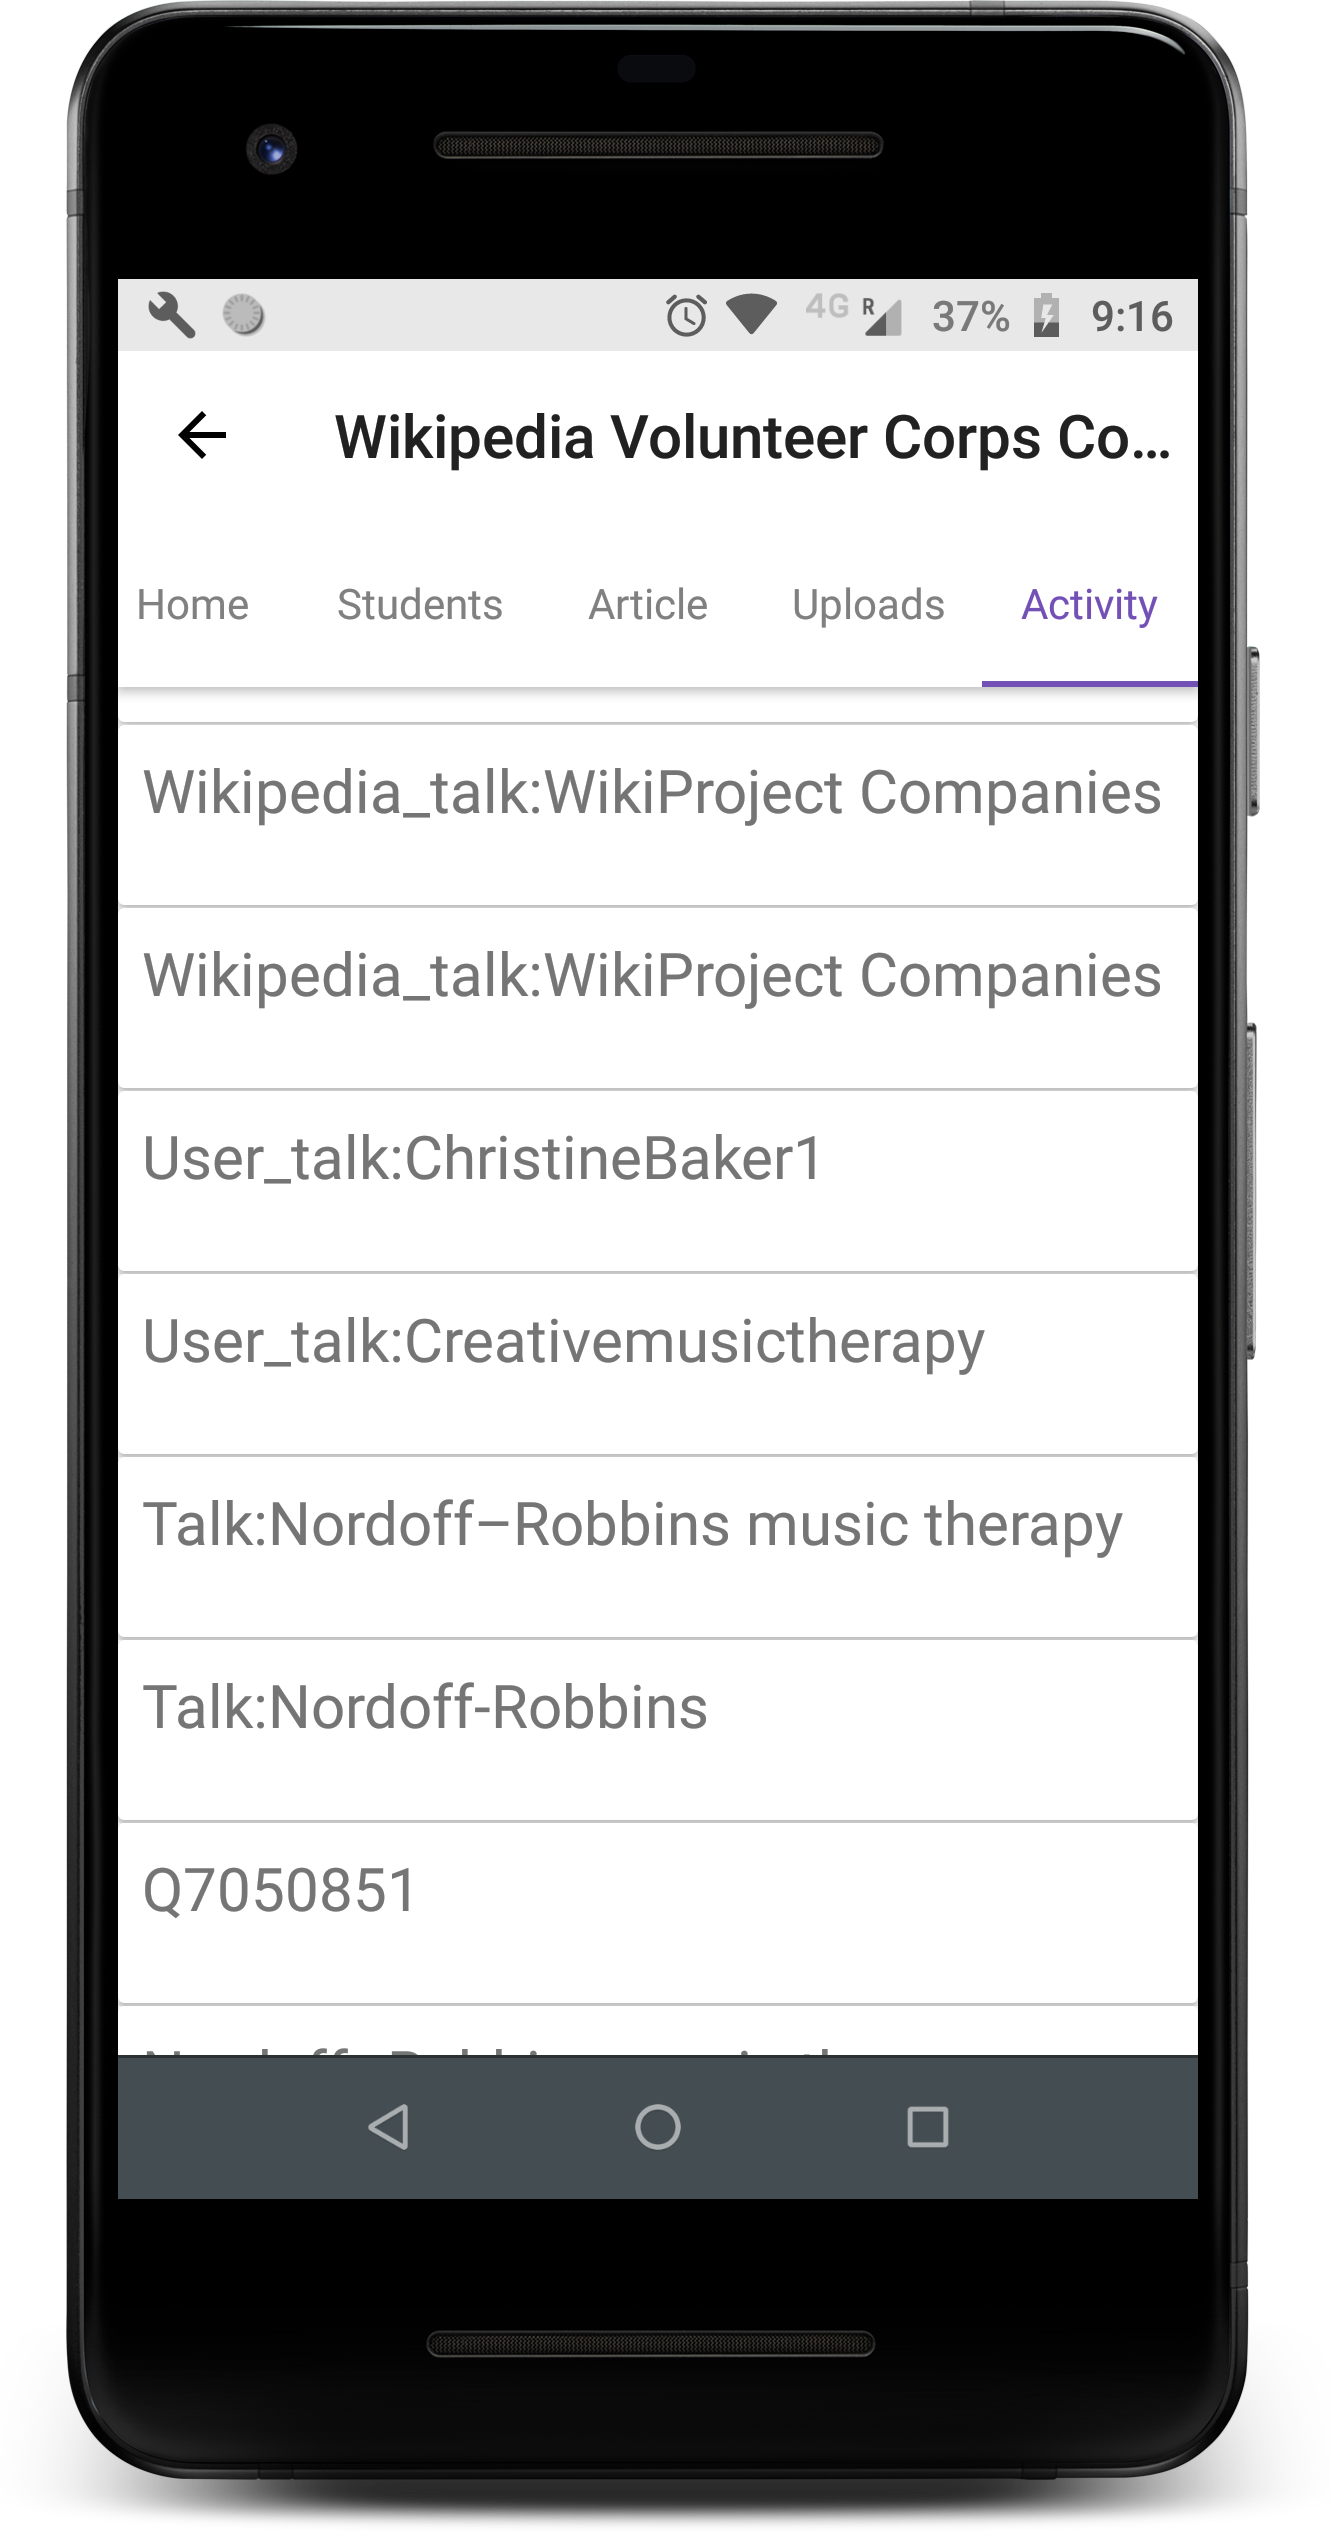 4G R 37% 9:16
Wikipedia Volunteer Corps Co...
Home Students Article Uploads Activity
Wikipedia_talk:WikiProject Companies
Wikipedia_talk:WikiProject Companies
User_talk:ChristineBaker1
User_talk:Creativemusictherapy
Talk:Nordoff–Robbins music therapy
Talk:Nordoff-Robbins
Q7050851